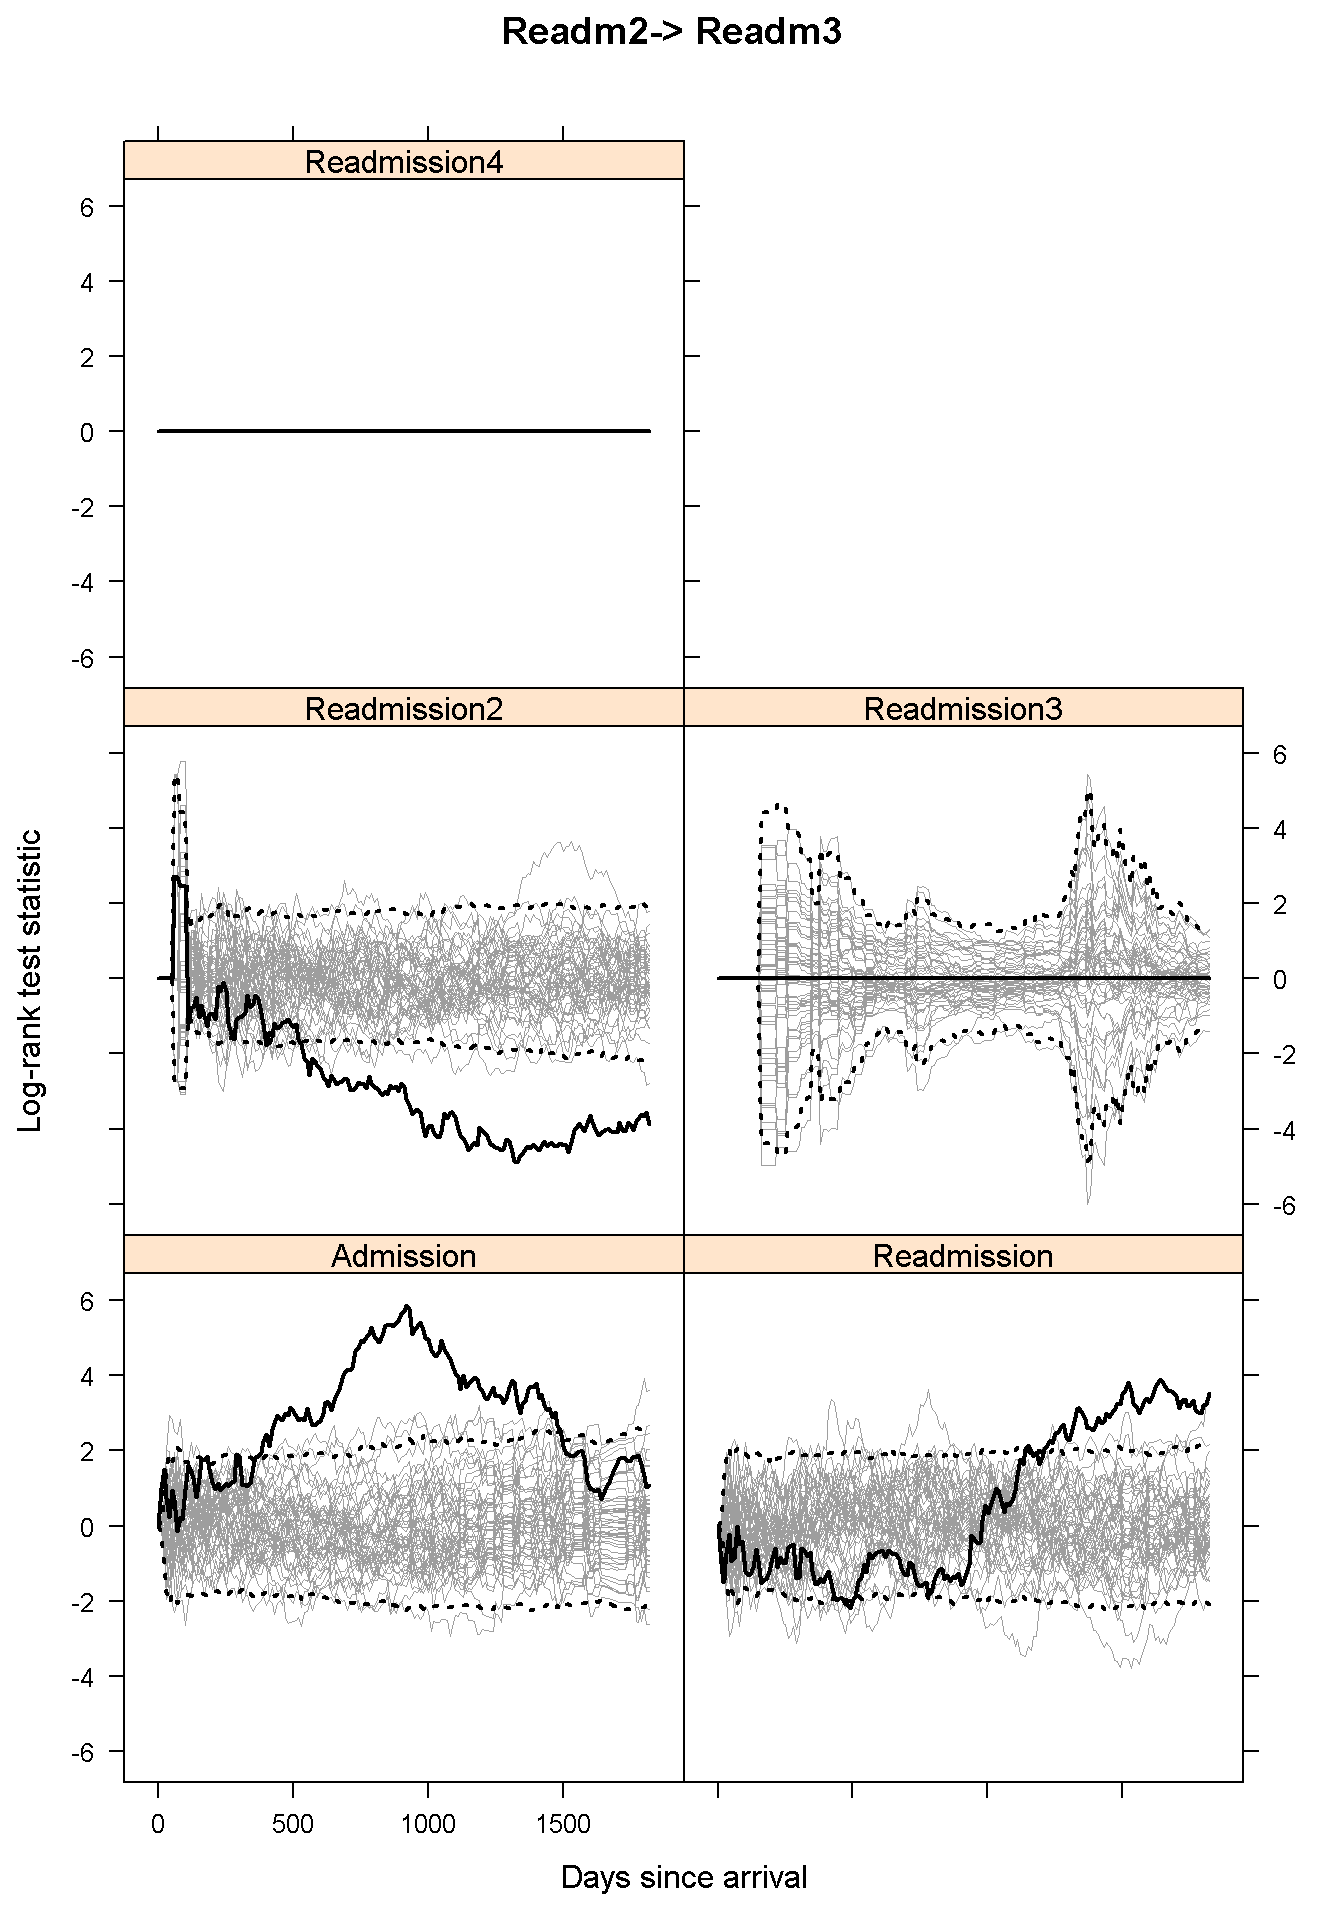 Readm2-> Readm3
Readmission4
6
4
2
0
-2
-4
-6
Readmission2
Readmission3
6
4
2
0
-2
-4
-6
Log-rank test statistic
Admission
Readmission
6
4
2
0
-2
-4
-6
0 500 1000 1500
Days since arrival